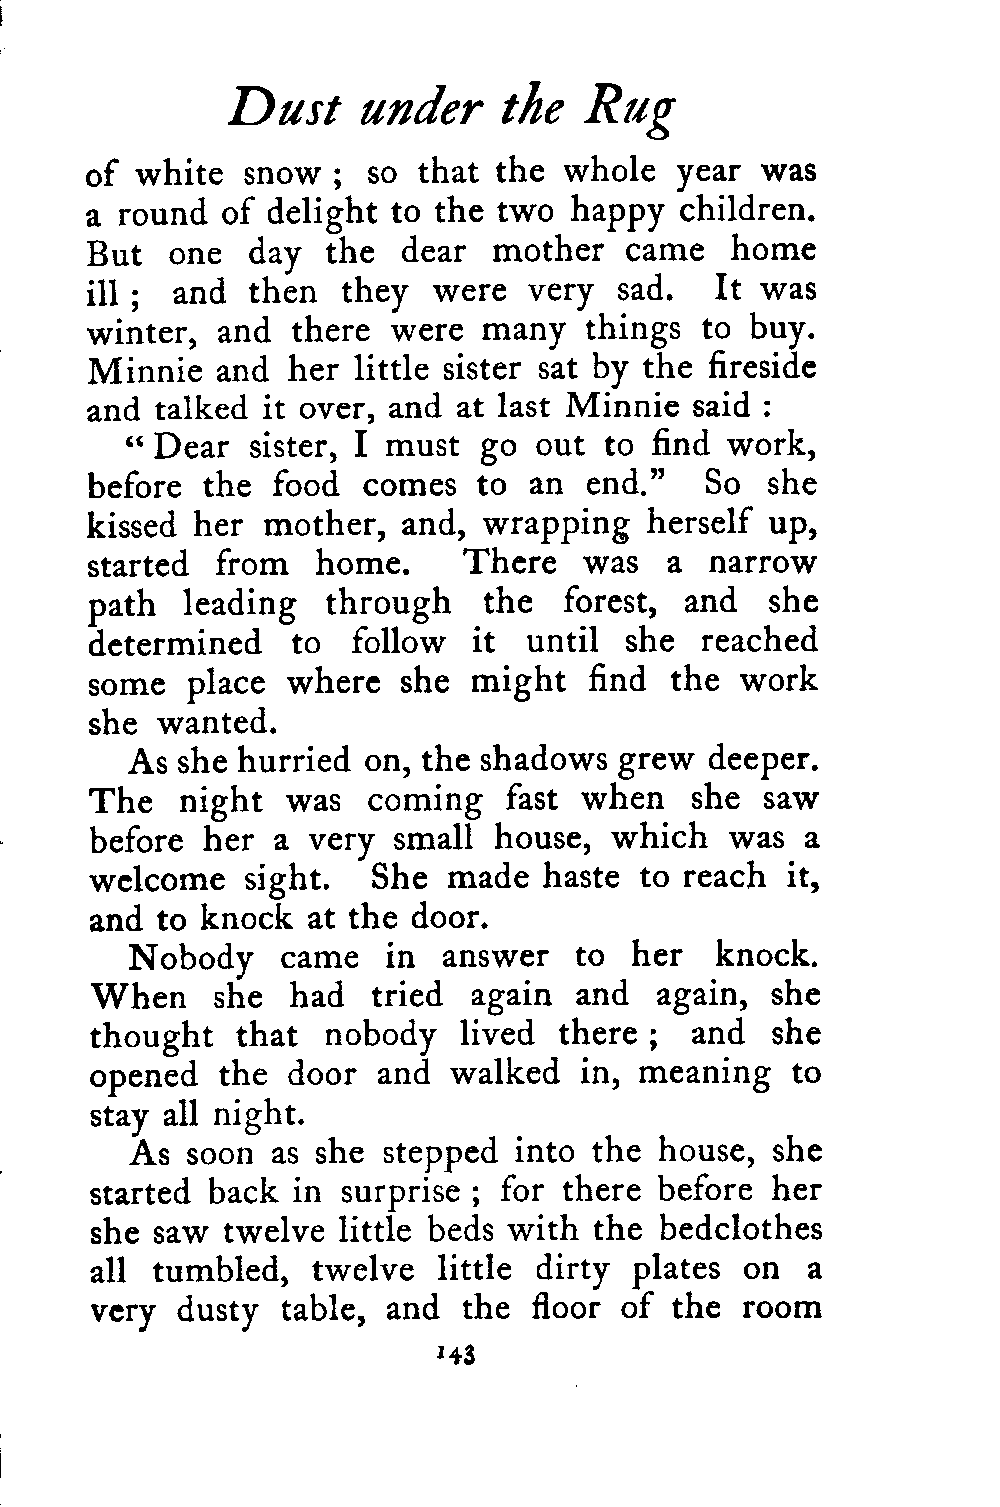 Dust under the Rug
of white snow ; so that the whole year was
a round of delight to the two happy children.
But one day the dear mother came home
ill ; and then they were very sad. It was
winter, and there were many things to buy.
Minnie and her little sister sat by the fireside
and talked it over, and at last Minnie said :
“ Dear sister, I must go out to find work,
before the food comes to an end.” So she
kissed her mother, and, wrapping herself up,
started from home. There was a narrow
path leading through the forest, and she
determined to follow it until she reached
some place where she might find the work
she wanted.
As she hurried on, the shadows grew deeper.
The night was coming fast when she saw
before her a very small house, which was a
welcome sight. She made haste to reach it,
and to knock at the door.
Nobody came in answer to her knock.
When she had tried again and again, she
thought that nobody lived there ; and she
opened the door and walked in, meaning to
stay all night.
As soon as she stepped into the house, she
started back in surprise ; for there before her
she saw twelve little beds with the bedclothes
all tumbled, twelve little dirty plates on a
very dusty table, and the floor of the room
143